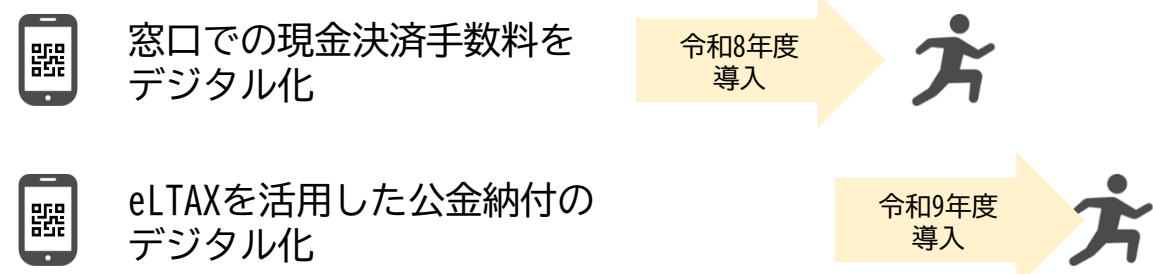 窓口での現金決済手数料を
デジタル化
令和8年度
導入
eLTAXを活用した公金納付の
デジタル化
令和9年度
導入